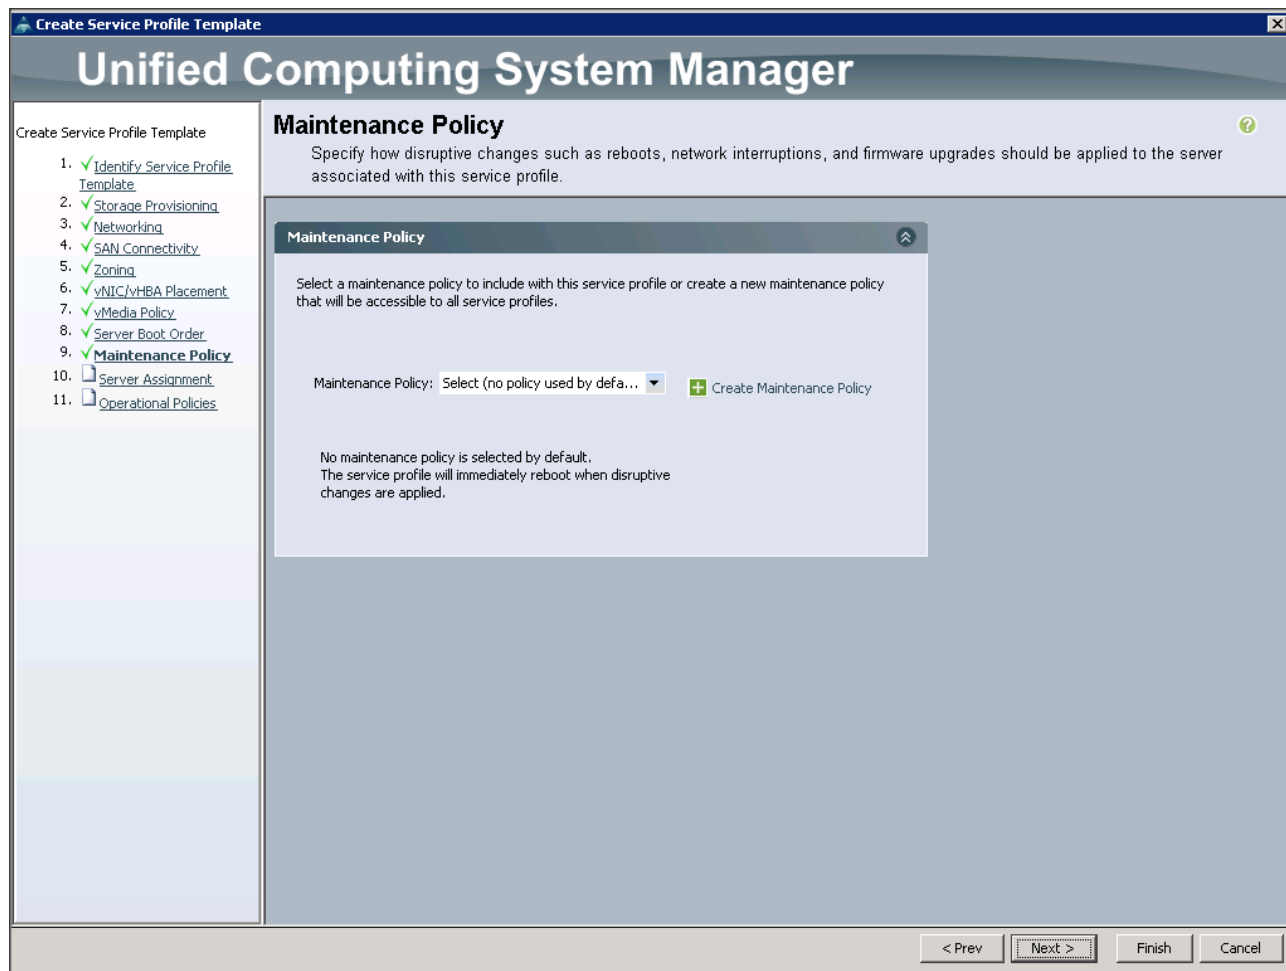 Create Service Profile Template
Unified Computing System Manager
Create Service Profile Template
1. Identify Service Profile
Template
2. Storage Provisioning
3. Networking
4. SAN Connectivity
5. Zoning
6. vNIC/vHBA Placement
7. vMedia Policy
8. Server Boot Order
9. Maintenance Policy
10. Server Assignment
11. Operational Policies
Maintenance Policy
Specify how disruptive changes such as reboots, network interruptions, and firmware upgrades should be applied to the server
associated with this service profile.
Maintenance Policy
Select a maintenance policy to include with this service profile or create a new maintenance policy
that will be accessible to all service profiles.
Maintenance Policy: Select (no policy used by defa... Create Maintenance Policy
No maintenance policy is selected by default.
The service profile will immediately reboot when disruptive
changes are applied.
< Prev Next > Finish Cancel